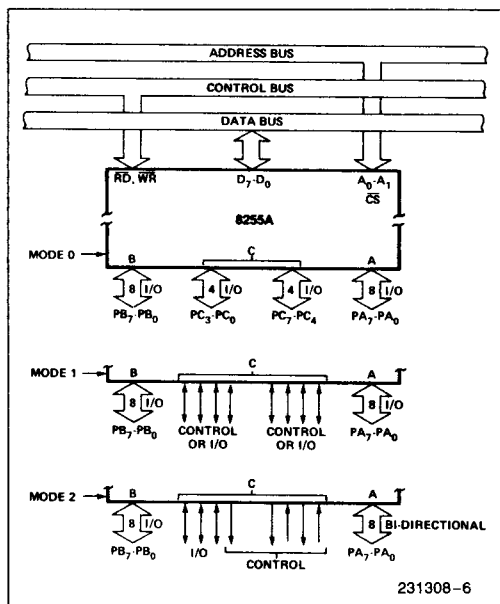 ADDRESS BUS
CONTROL BUS
DATA BUS
RD, WR
D7-D0
A0-A1
CS
8255A
MODE 0
B
C
A
8 I/O
4 I/O
4 I/O
8 I/O
PB7-PB0
PC3-PC0
PC7-PC4
PA7-PA0
MODE 1
B
C
A
8 I/O
8 I/O
PB7-PB0
CONTROL OR I/O
CONTROL OR I/O
PA7-PA0
MODE 2
B
C
A
8 I/O
8 BI-DIRECTIONAL
PB7-PB0
I/O
CONTROL
PA7-PA0
231308-6